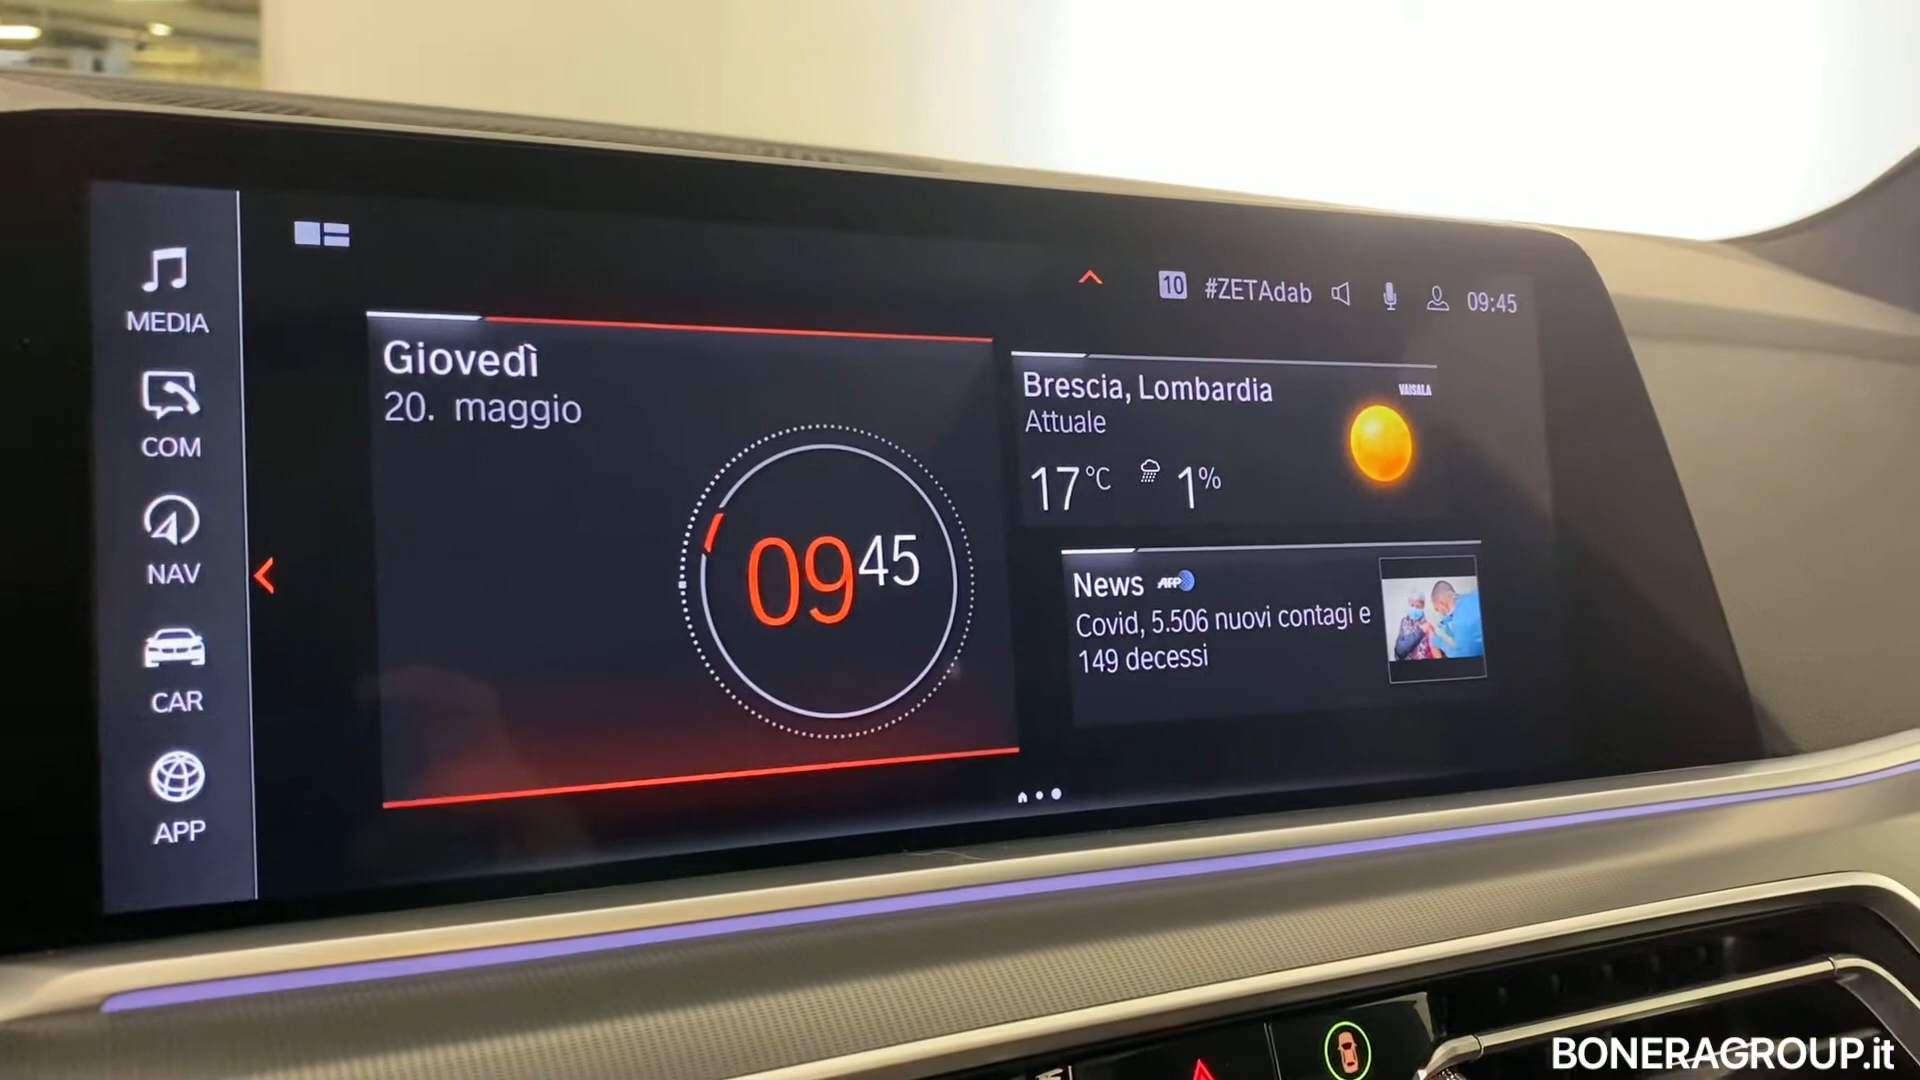 MEDIA
COM
NAV
CAR
APP
10 #ZETAdab 09:45
Giovedì
20. maggio
09 45
Brescia, Lombardia
VAISALA
Attuale
17 °C 1%
News AFP
Covid, 5.506 nuovi contagi e
149 decessi
BONERAGROUP.it